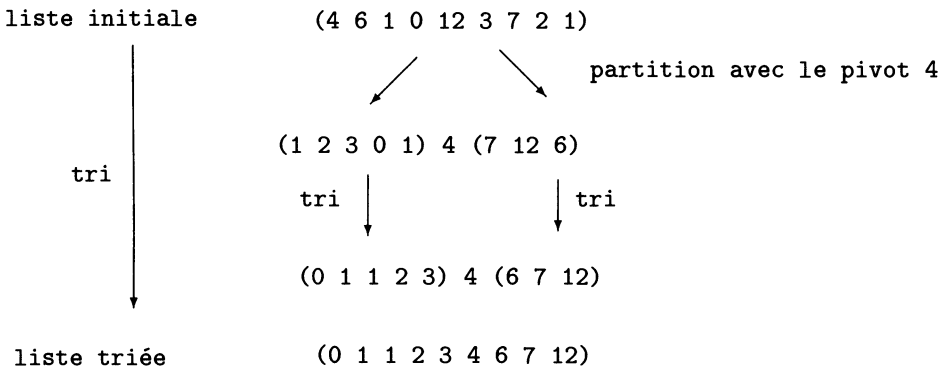 liste initiale (4 6 1 0 12 3 7 2 1)
partition avec le pivot 4
(1 2 3 0 1) 4 (7 12 6)
tri
tri tri
(0 1 1 2 3) 4 (6 7 12)
liste triée (0 1 1 2 3 4 6 7 12)